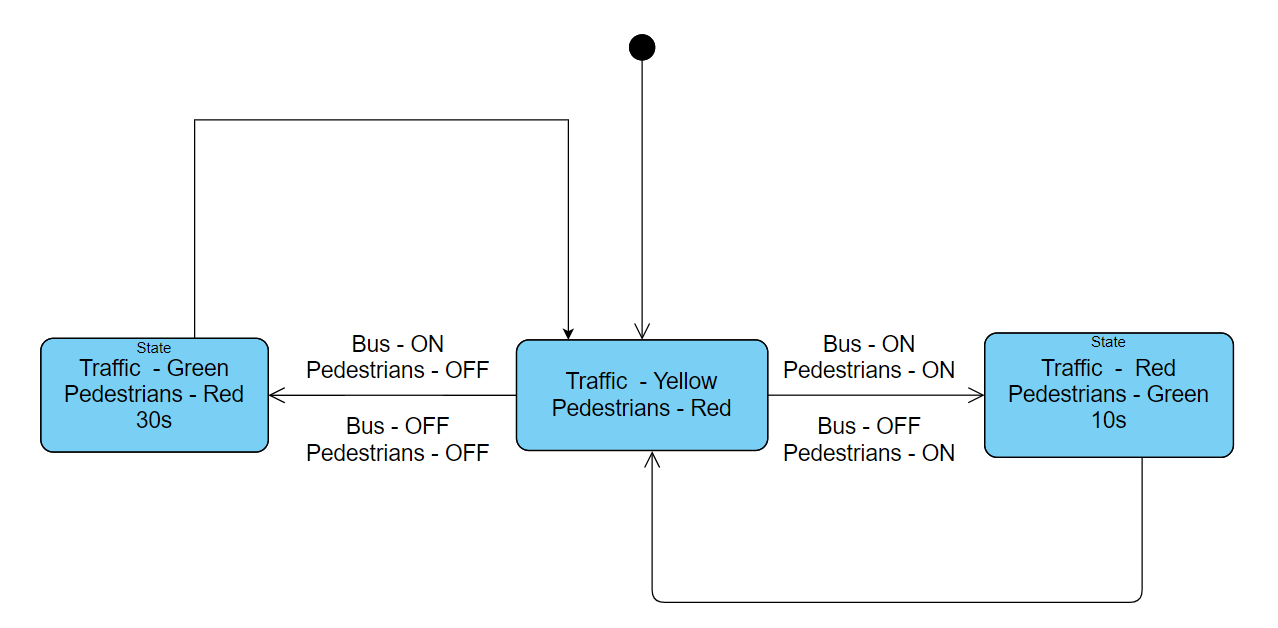 State
Traffic  - Green
Pedestrians - Red
30s
Bus - ON
Pedestrians - OFF
Bus - OFF
Pedestrians - OFF
Traffic  - Yellow
Pedestrians - Red
Bus - ON
Pedestrians - ON
Bus - OFF
Pedestrians - ON
State
Traffic  -  Red
Pedestrians - Green
10s